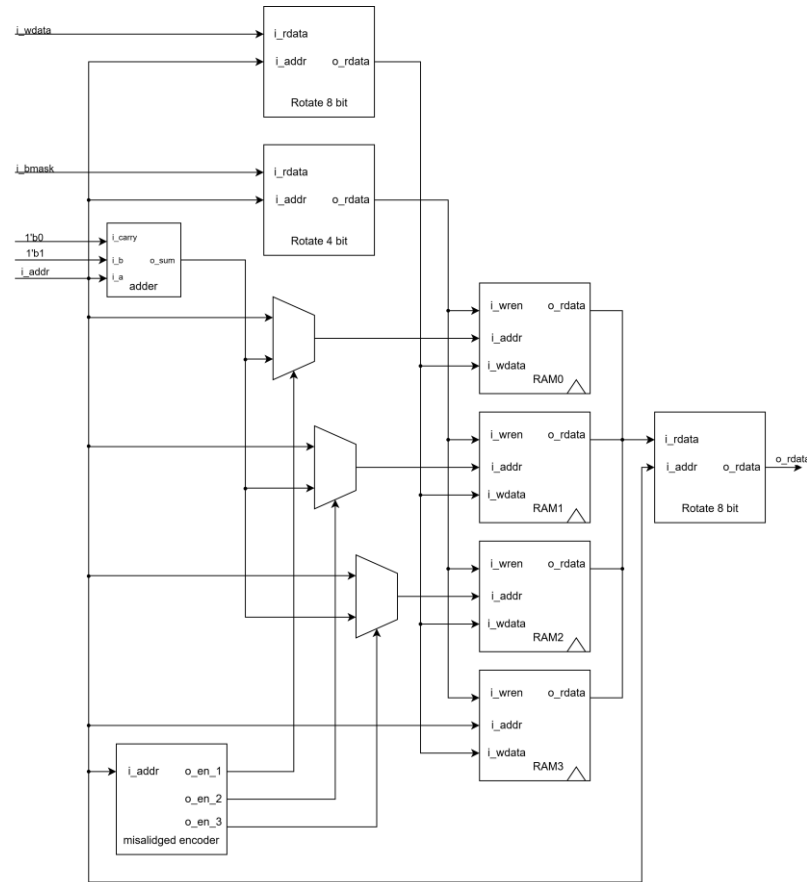 i_wdata
i_rdata
i_addr
o_rdata
Rotate 8 bit
i_bmask
i_rdata
i_addr
o_rdata
Rotate 4 bit
1'b0
1'b1
i_addr
i_carry
i_b
o_sum
i_a
adder
i_wren
o_rdata
i_addr
i_wdata
RAM0
i_wren
o_rdata
i_addr
i_wdata
RAM1
i_rdata
i_addr
o_rdata
Rotate 8 bit
o_rdata
i_wren
o_rdata
i_addr
i_wdata
RAM2
i_wren
o_rdata
i_addr
i_wdata
RAM3
i_addr
o_en_1
o_en_2
o_en_3
misalidged encoder